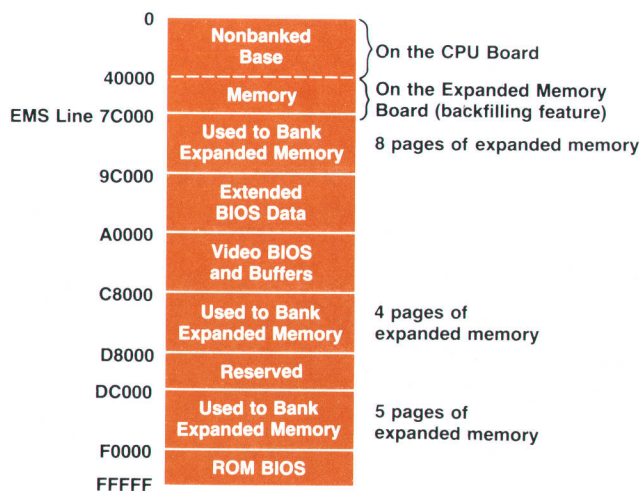 0
Nonbanked
Base
On the CPU Board
40000
Memory
On the Expanded Memory
Board (backfilling feature)
EMS Line 7C000
Used to Bank
Expanded Memory
8 pages of expanded memory
9C000
Extended
BIOS Data
A0000
Video BIOS
and Buffers
C8000
Used to Bank
Expanded Memory
4 pages of
expanded memory
D8000
Reserved
DC000
Used to Bank
Expanded Memory
5 pages of
expanded memory
F0000
ROM BIOS
FFFFF